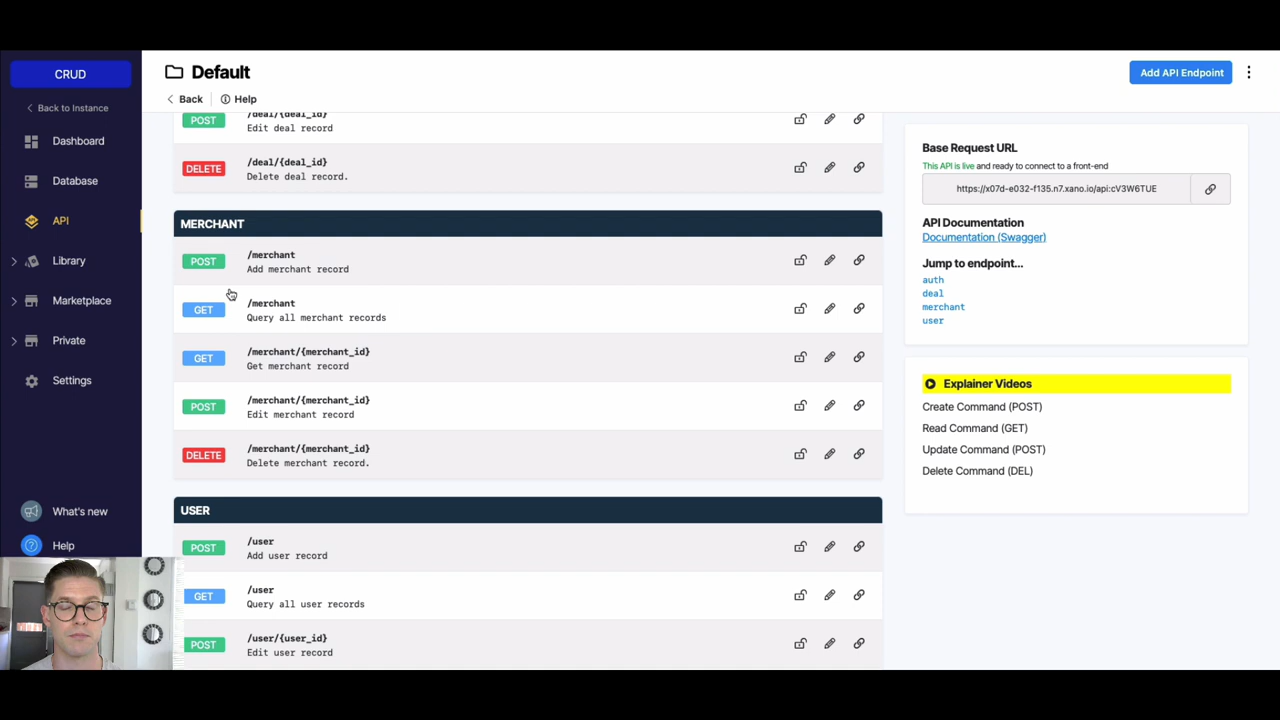 CRUD
Back to Instance
Dashboard
Database
API
Library
Marketplace
Private
Settings
What's new
Help
Default
Back
Help
Add API Endpoint
POST
/deal/{deal_id}
Edit deal record
DELETE
/deal/{deal_id}
Delete deal record.
MERCHANT
POST
/merchant
Add merchant record
GET
/merchant
Query all merchant records
GET
/merchant/{merchant_id}
Get merchant record
POST
/merchant/{merchant_id}
Edit merchant record
DELETE
/merchant/{merchant_id}
Delete merchant record.
USER
POST
/user
Add user record
GET
/user
Query all user records
POST
/user/{user_id}
Edit user record
Base Request URL
This API is live and ready to connect to a front-end
https://x07d-e032-f135.n7.xano.io/api:cV3W6TUE
API Documentation
Documentation (Swagger)
Jump to endpoint...
auth
deal
merchant
user
Explainer Videos
Create Command (POST)
Read Command (GET)
Update Command (POST)
Delete Command (DEL)